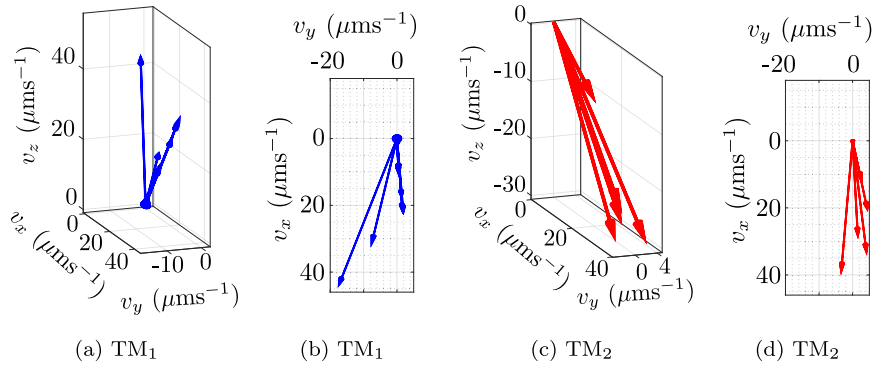 v_y (μms⁻¹)
-20 0
v_y (μms⁻¹)
-20 0
40
20
0
v_z (μms⁻¹)
0
20
40
v_x (μms⁻¹)
-10 0
v_y (μms⁻¹)
0
20
40
v_x (μms⁻¹)
0
-10
-20
-30
v_z (μms⁻¹)
0
20
40
v_x (μms⁻¹)
0 4
v_y (μms⁻¹)
0
20
40
v_x (μms⁻¹)
(a) TM₁
(b) TM₁
(c) TM₂
(d) TM₂